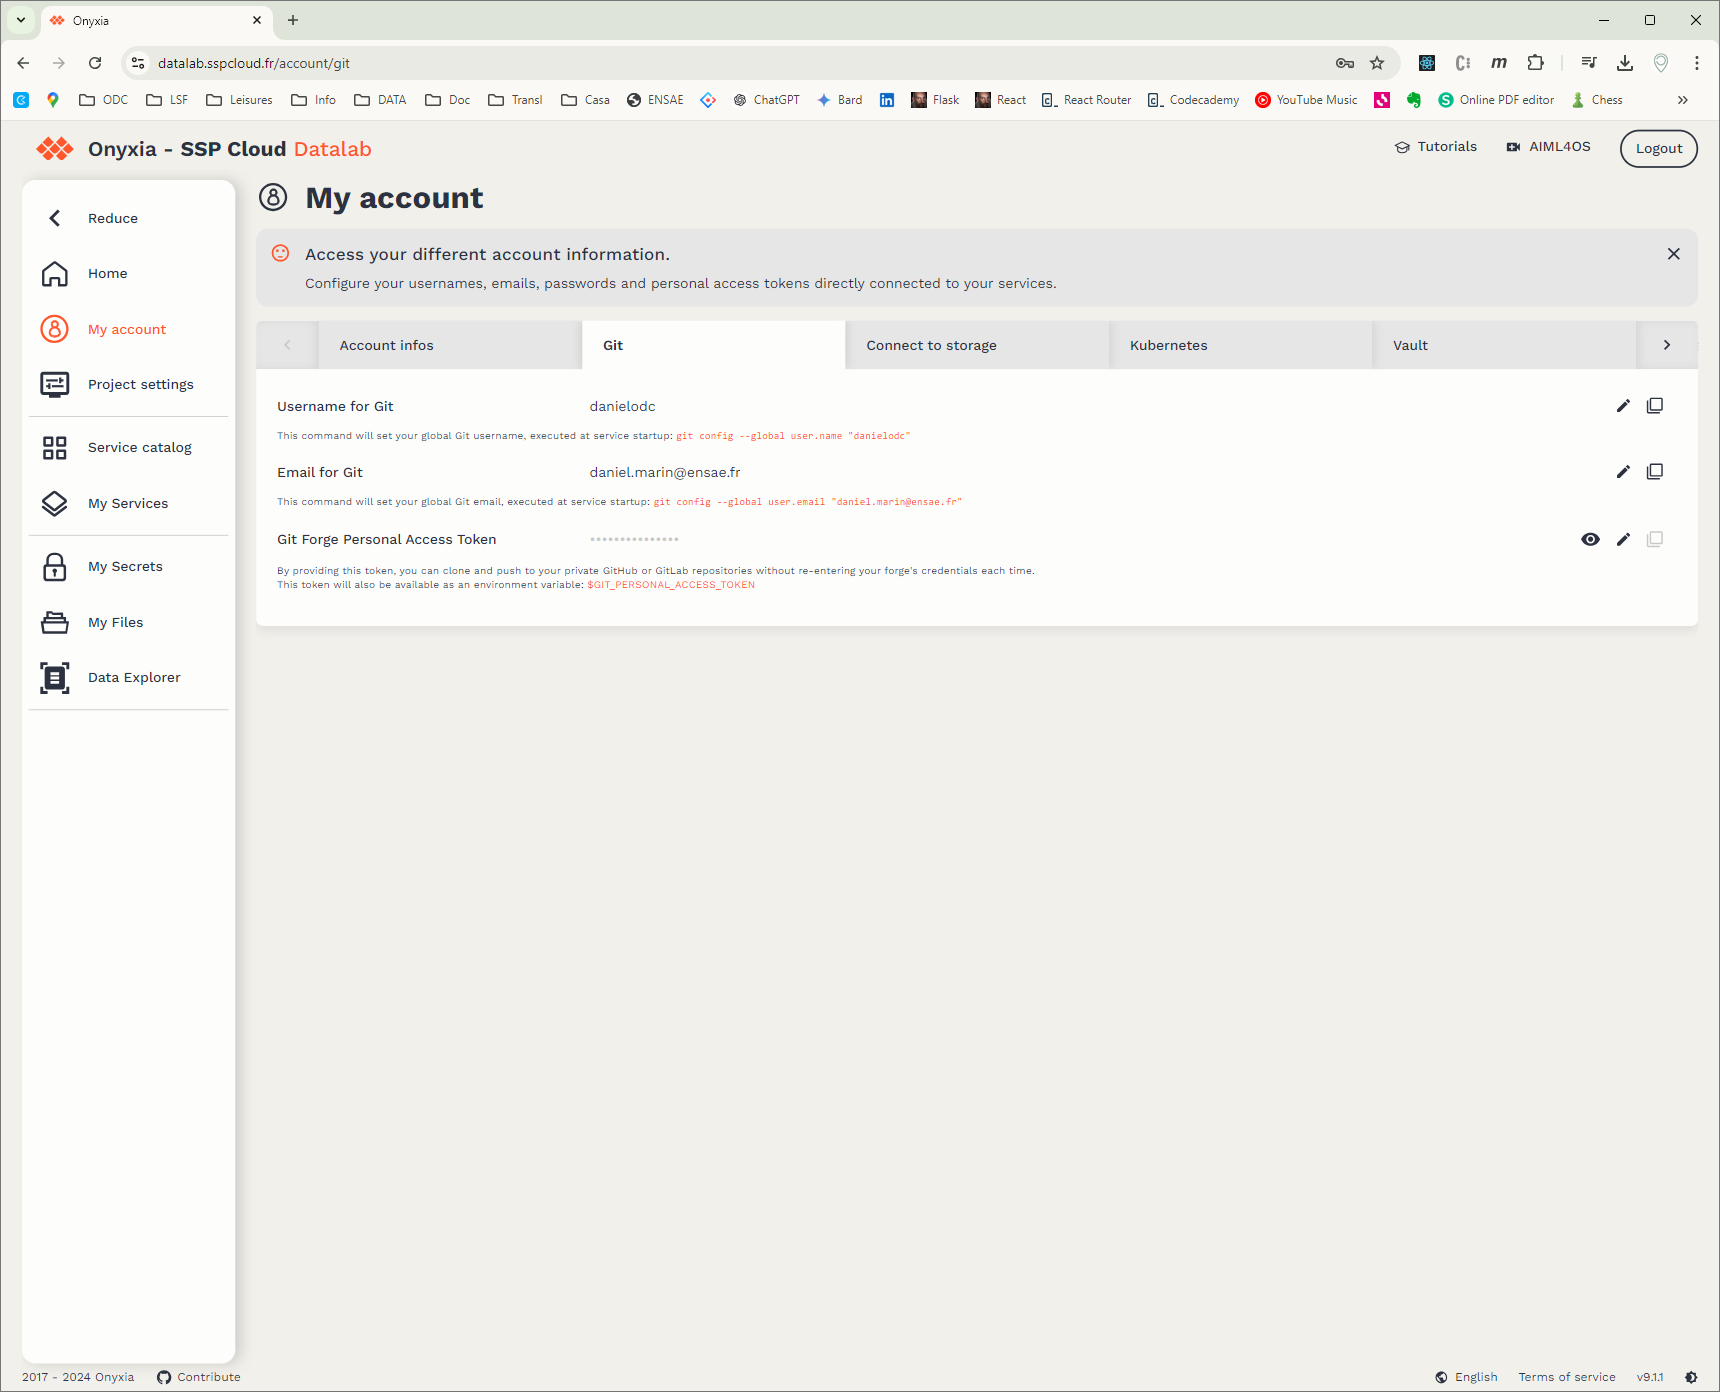 Onyxia
datalab.sspcloud.fr/account/git
ODC LSF Leisures Info DATA Doc Transl Casa ENSAE ChatGPT Bard Flask React React Router Codecademy YouTube Music Online PDF editor Chess
Onyxia - SSP Cloud Datalab
Tutorials AIML4OS Logout
Reduce
Home
My account
Project settings
Service catalog
My Services
My Secrets
My Files
Data Explorer
My account
Access your different account information.
Configure your usernames, emails, passwords and personal access tokens directly connected to your services.
Account infos Git Connect to storage Kubernetes Vault
Username for Git danielodc
This command will set your global Git username, executed at service startup: git config --global user.name "danielodc"
Email for Git daniel.marin@ensae.fr
This command will set your global Git email, executed at service startup: git config --global user.email "daniel.marin@ensae.fr"
Git Forge Personal Access Token •••••••••••••••
By providing this token, you can clone and push to your private GitHub or GitLab repositories without re-entering your forge's credentials each time.
This token will also be available as an environment variable: $GIT_PERSONAL_ACCESS_TOKEN
2017 - 2024 Onyxia Contribute English Terms of service v9.1.1